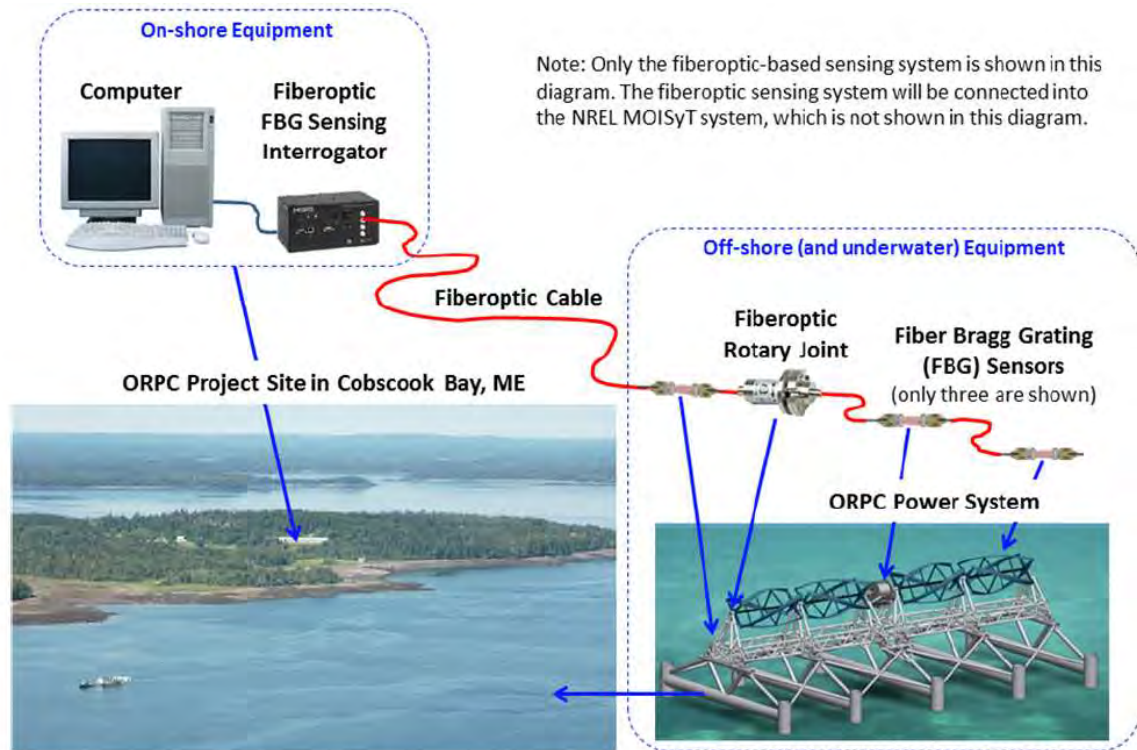 On-shore Equipment
Computer
Fiberoptic
FBG Sensing
Interrogator
Note: Only the fiberoptic-based sensing system is shown in this
diagram. The fiberoptic sensing system will be connected into
the NREL MOISyT system, which is not shown in this diagram.
Off-shore (and underwater) Equipment
Fiberoptic Cable
Fiberoptic
Rotary Joint
Fiber Bragg Grating
(FBG) Sensors
(only three are shown)
ORPC Project Site in Cobscook Bay, ME
ORPC Power System